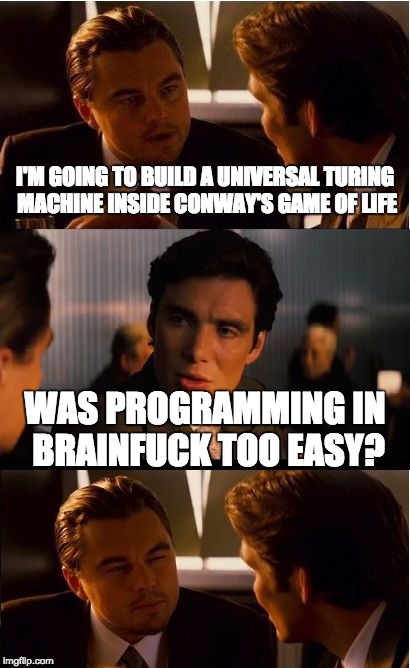 I'M GOING TO BUILD A UNIVERSAL TURING
MACHINE INSIDE CONWAY'S GAME OF LIFE
WAS PROGRAMMING IN
BRAINFUCK TOO EASY?
imgflip.com